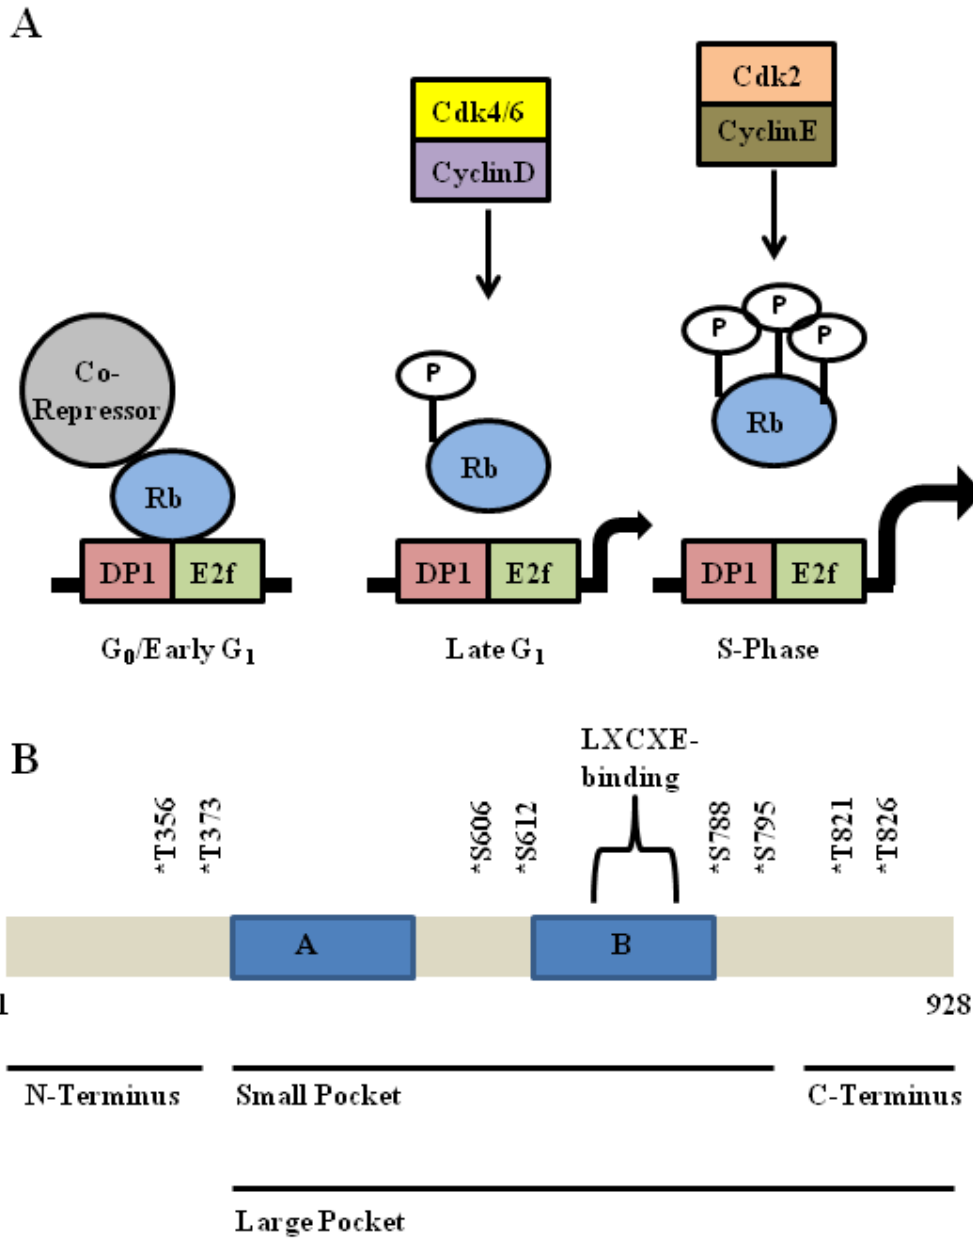 A
Cdk4/6
CyclinD
Cdk2
CyclinE
Co-
Repressor
Rb
DP1
E2f
G0/Early G1
P
Rb
DP1
E2f
Late G1
P
P
P
Rb
DP1
E2f
S-Phase
B
LXCXE-
binding
*T356
*T373
*S606
*S612
*S788
*S795
*T821
*T826
A
B
1
928
N-Terminus
Small Pocket
C-Terminus
Large Pocket